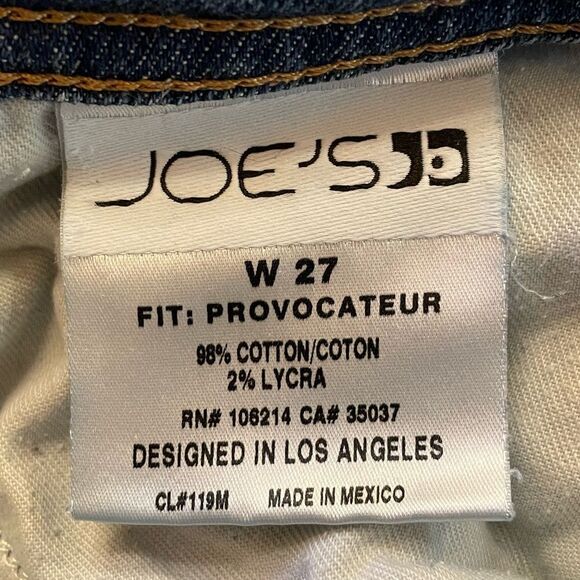 JOE'S
W 27
FIT: PROVOCATEUR
98% COTTON/COTON
2% LYCRA
RN# 106214 CA# 35037
DESIGNED IN LOS ANGELES
CL#119M MADE IN MEXICO